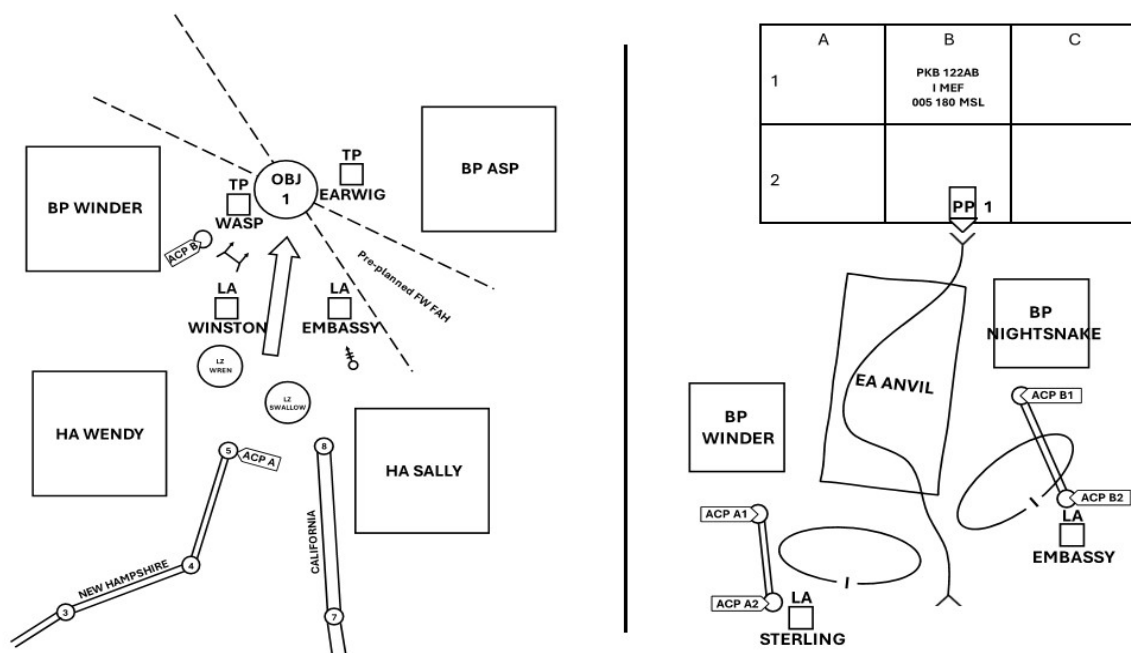 TP
EARWIG
BP ASP
OBJ
1
TP
WASP
BP WINDER
ACP B
Pre-planned FW FAH
LA
WINSTON
LA
EMBASSY
LZ
WREN
LZ
SWALLOW
HA WENDY
HA SALLY
5
ACP A
8
CALIFORNIA
NEW HAMPSHIRE
4
3
7
A
B
C
1
PKB 122AB
I MEF
005 180 MSL
2
PP 1
BP
NIGHTSNAKE
EA ANVIL
BP
WINDER
ACP B1
ACP B2
LA
EMBASSY
ACP A1
I
I
ACP A2
LA
STERLING